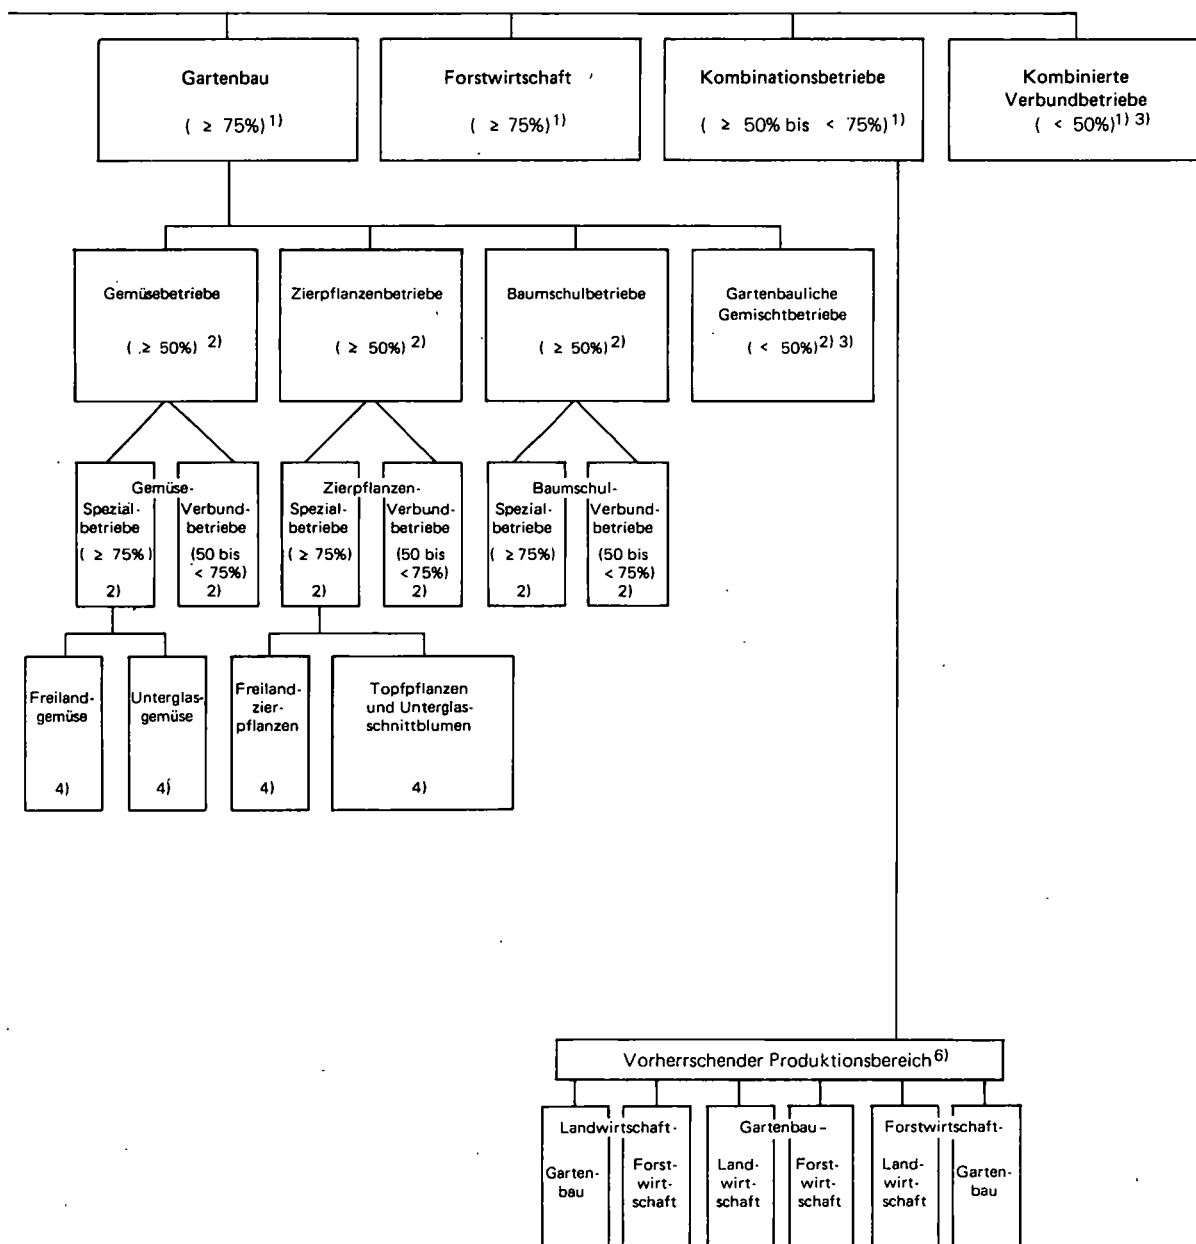 Gartenbau
( ≥ 75%)1)
Forstwirtschaft
( ≥ 75%)1)
Kombinationsbetriebe
( ≥ 50% bis < 75%)1)
Kombinierte
Verbundbetriebe
( < 50%)1) 3)
Gemüsebetriebe
( ≥ 50%) 2)
Zierpflanzenbetriebe
( ≥ 50%) 2)
Baumschulbetriebe
( ≥ 50%)2)
Gartenbauliche
Gemischtbetriebe
( < 50%)2) 3)
Gemüse-
Spezial-
betriebe
( ≥ 75%)
2)
Verbund-
betriebe
(50 bis
< 75%)
2)
Zierpflanzen-
Spezial-
betriebe
( ≥ 75%)
2)
Verbund-
betriebe
(50 bis
< 75%)
2)
Baumschul-
Spezial-
betriebe
( ≥ 75%)
2)
Verbund-
betriebe
(50 bis
< 75%)
2)
Freiland-
gemüse
4)
Unterglas-
gemüse
4)
Freiland-
zier-
pflanzen
4)
Topfpflanzen
und Unterglas-
schnittblumen
4)
Vorherrschender Produktionsbereich6)
Landwirtschaft-
Garten-
bau
Forst-
wirt-
schaft
Gartenbau-
Land-
wirt-
schaft
Forst-
wirt-
schaft
Forstwirtschaft-
Land-
wirt-
schaft
Garten-
bau